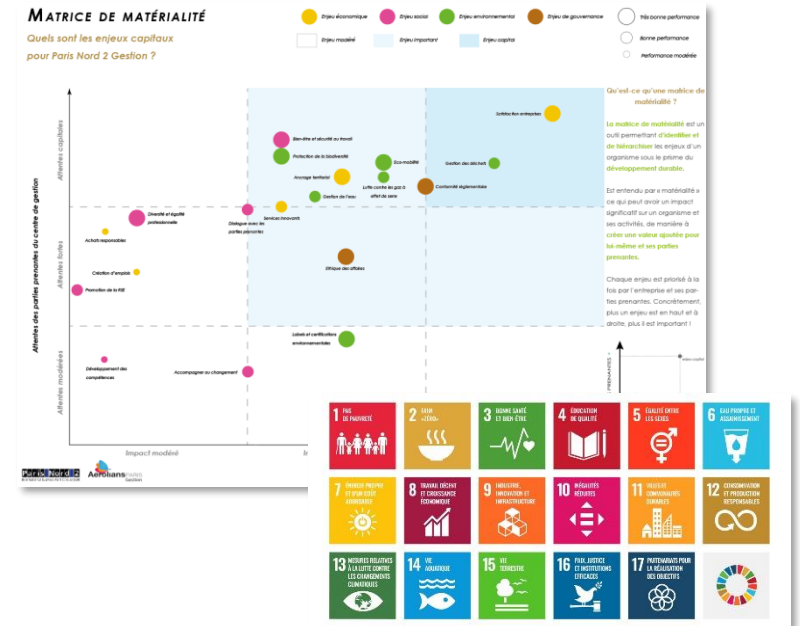 MATRICE DE MATÉRIALITÉ
Quels sont les enjeux capitaux
pour Paris Nord 2 Gestion ?
Enjeu économique
Enjeu social
Enjeu environnemental
Enjeu de gouvernance
Très bonne performance
Enjeu modéré
Enjeu important
Enjeu capital
Bonne performance
Performance modérée
Attentes des parties prenantes du centre de gestion
Attentes capitales
Attentes fortes
Attentes modérées
Satisfaction entreprises
Bien-être et sécurité au travail
Protection de la biodiversité
Eco-mobilité
Gestion des déchets
Ancrage territorial
Lutte contre les gaz à
effet de serre
Conformité réglementaires
Gestion de l'eau
Services innovants
Dialogue avec les
parties prenantes
Diversité et égalité
professionnelle
Achats responsables
Création d'emplois
Promotion de la RSE
Ethique des affaires
Labels et certifications
environnementales
Développement des
compétences
Accompagner au changement
Impact modéré
Qu'est-ce qu'une matrice de
matérialité ?
La matrice de matérialité est un
outil permettant d'identifier et
de hiérarchiser les enjeux d'un
organisme sous le prisme du
développement durable.
Est entendu par « matérialité »
ce qui peut avoir un impact
significatif sur un organisme et
ses activités, de manière à
créer une valeur ajoutée pour
lui-même et ses parties
prenantes.
Chaque enjeu est priorisé à la
fois par l'entreprise et ses par-
ties prenantes. Concrètement,
plus un enjeu est en haut et à
droite, plus il est important !
PRENANTES +
enjeu capital
Paris Nord 2
Aerolians PARIS
Gestion
1 PAS
DE PAUVRETÉ
2 FAIM
«ZÉRO»
3 BONNE SANTÉ
ET BIEN-ÊTRE
4 ÉDUCATION
DE QUALITÉ
5 ÉGALITÉ ENTRE
LES SEXES
6 EAU PROPRE ET
ASSAINISSEMENT
7 ÉNERGIE PROPRE
ET D'UN COÛT
ABORDABLE
8 TRAVAIL DÉCENT
ET CROISSANCE
ÉCONOMIQUE
9 INDUSTRIE,
INNOVATION ET
INFRASTRUCTURE
10 INÉGALITÉS
RÉDUITES
11 VILLES ET
COMMUNAUTÉS
DURABLES
12 CONSOMMATION
ET PRODUCTION
RESPONSABLES
13 MESURES RELATIVES
À LA LUTTE CONTRE
LES CHANGEMENTS
CLIMATIQUES
14 VIE
AQUATIQUE
15 VIE
TERRESTRE
16 PAIX, JUSTICE
ET INSTITUTIONS
EFFICACES
17 PARTENARIATS POUR
LA RÉALISATION
DES OBJECTIFS